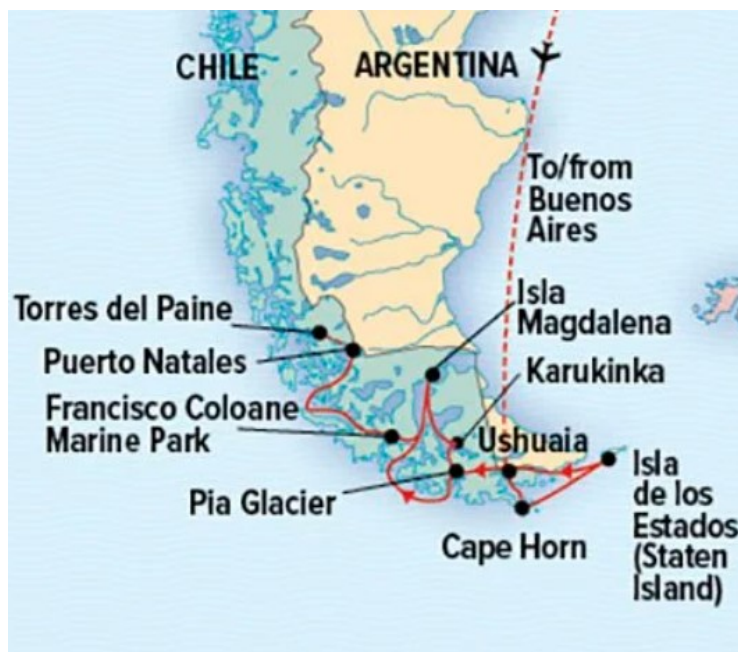 CHILE
ARGENTINA
To/from
Buenos
Aires
Isla
Magdalena
Torres del Paine
Puerto Natales
Karukinka
Francisco Coloane
Marine Park
Ushuaia
Pia Glacier
Isla
de los
Estados
(Staten
Island)
Cape Horn